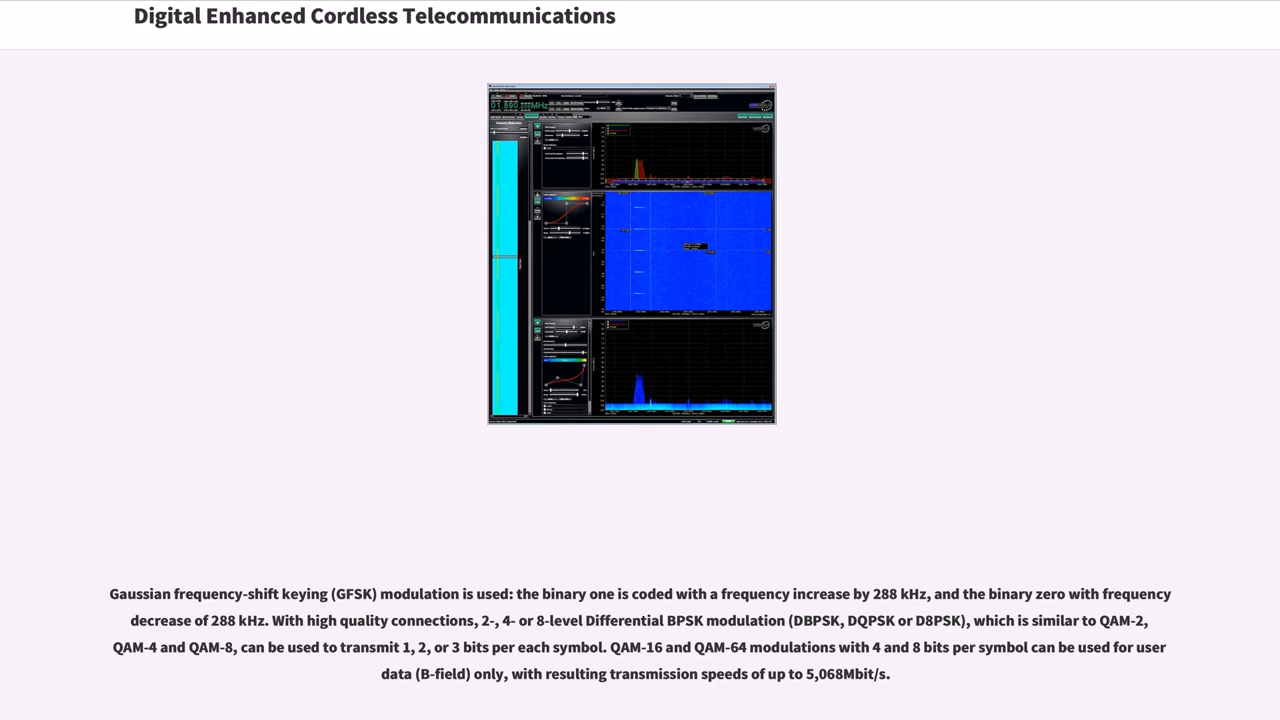 Digital Enhanced Cordless Telecommunications
Gaussian frequency-shift keying (GFSK) modulation is used: the binary one is coded with a frequency increase by 288 kHz, and the binary zero with frequency
decrease of 288 kHz. With high quality connections, 2-, 4- or 8-level Differential BPSK modulation (DBPSK, DQPSK or D8PSK), which is similar to QAM-2,
QAM-4 and QAM-8, can be used to transmit 1, 2, or 3 bits per each symbol. QAM-16 and QAM-64 modulations with 4 and 8 bits per symbol can be used for user
data (B-field) only, with resulting transmission speeds of up to 5,068Mbit/s.